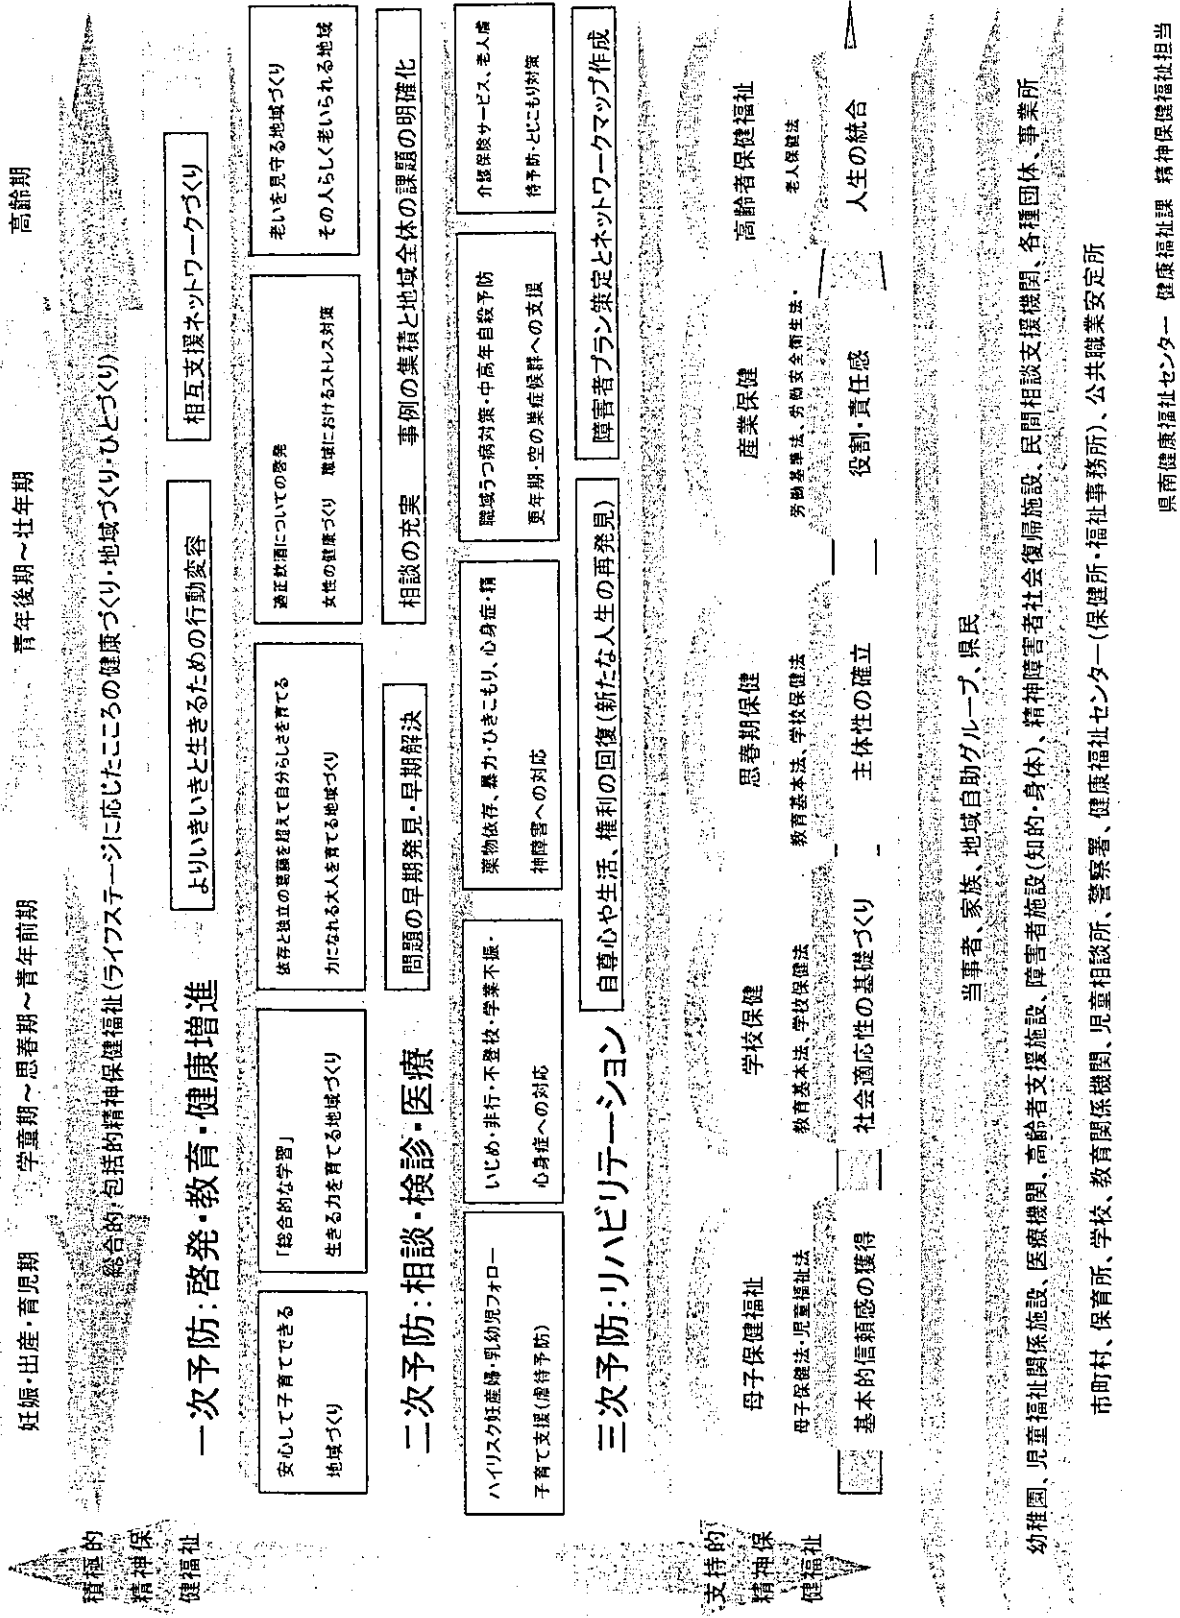 妊娠・出産・育児期　学童期～思春期～青年前期　青年後期～壮年期　高齢期
積極的
精神保
健福祉
総合的・包括的精神保健福祉(ライフステージに応じたこころの健康づくり・地域づくり・ひとづくり)
一次予防:啓発・教育・健康増進
よりいきいきと生きるための行動変容
相互支援ネットワークづくり
安心して子育てできる
地域づくり
「総合的な学習」
生きる力を育てる地域づくり
依存と独立の葛藤を超えて自分らしさを育てる
力になれる大人を育てる地域づくり
適正飲酒についての啓発
女性の健康づくり　職域におけるストレス対策
老いを見守る地域づくり
その人らしく老いられる地域
二次予防:相談・検診・医療
問題の早期発見・早期解決
相談の充実　事例の集積と地域全体の課題の明確化
ハイリスク妊産婦・乳幼児フォロー
子育て支援(虐待予防)
いじめ・非行・不登校・学業不振・
心身症への対応
薬物依存、暴力・ひきこもり、心身症・精
神障害への対応
職域うつ病対策・中高年自殺予防
更年期・空の巣症候群への支援
介護保険サービス、老人虐
待予防・とじこもり対策
三次予防:リハビリテーション
自尊心や生活、権利の回復(新たな人生の再発見)
障害者プラン策定とネットワークマップ作成
支持的
精神保
健福祉
母子保健福祉　学校保健　思春期保健　産業保健　高齢者保健福祉
母子保健法・児童福祉法　教育基本法、学校保健法　教育基本法、学校保健法　労働基準法、労働安全衛生法・　老人保健法
基本的信頼感の獲得　社会適応性の基礎づくり　主体性の確立　役割・責任感　人生の統合
当事者、家族、地域自助グループ、県民
幼稚園、児童福祉関係施設、医療機関、高齢者支援施設、障害者施設(知的・身体)、精神障害者社会復帰施設、民間相談支援機関、各種団体、事業所
市町村、保育所、学校、教育関係機関、児童相談所、警察署、健康福祉センター(保健所・福祉事務所)、公共職業安定所
県南健康福祉センター　健康福祉課　精神保健福祉担当